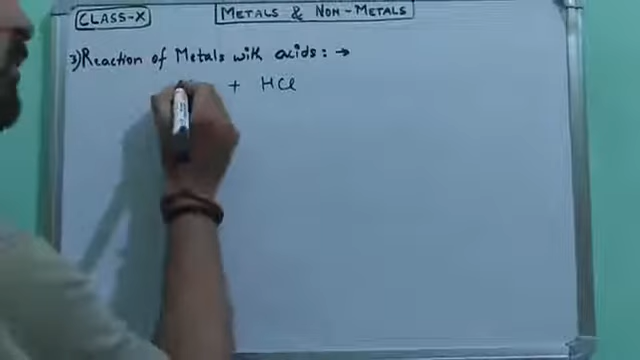 CLASS-X METALS & NON-METALS
3) Reaction of Metals with acids: →
+ HCl